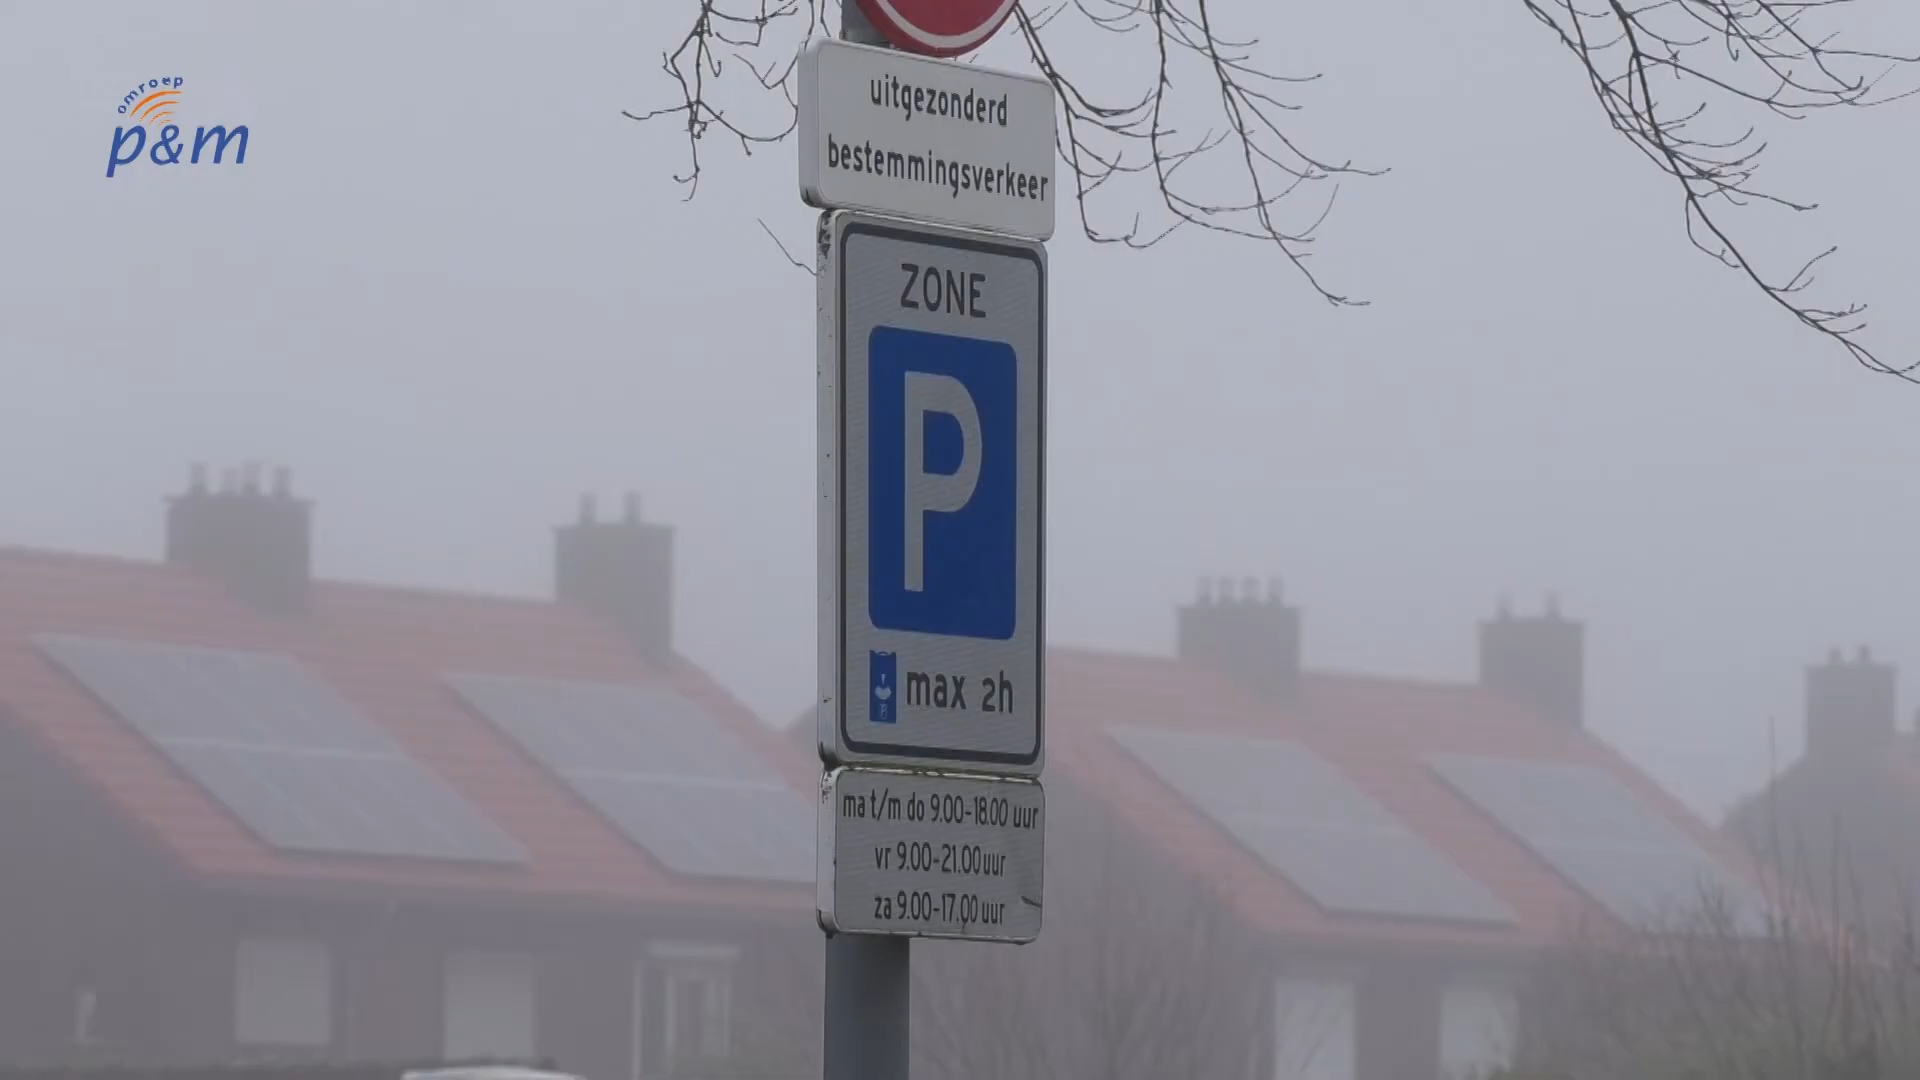 omroep
p&m
uitgezonderd
bestemmingsverkeer
ZONE
P
max 2h
ma t/m do 9.00-18.00 uur
vr 9.00-21.00 uur
za 9.00-17.00 uur